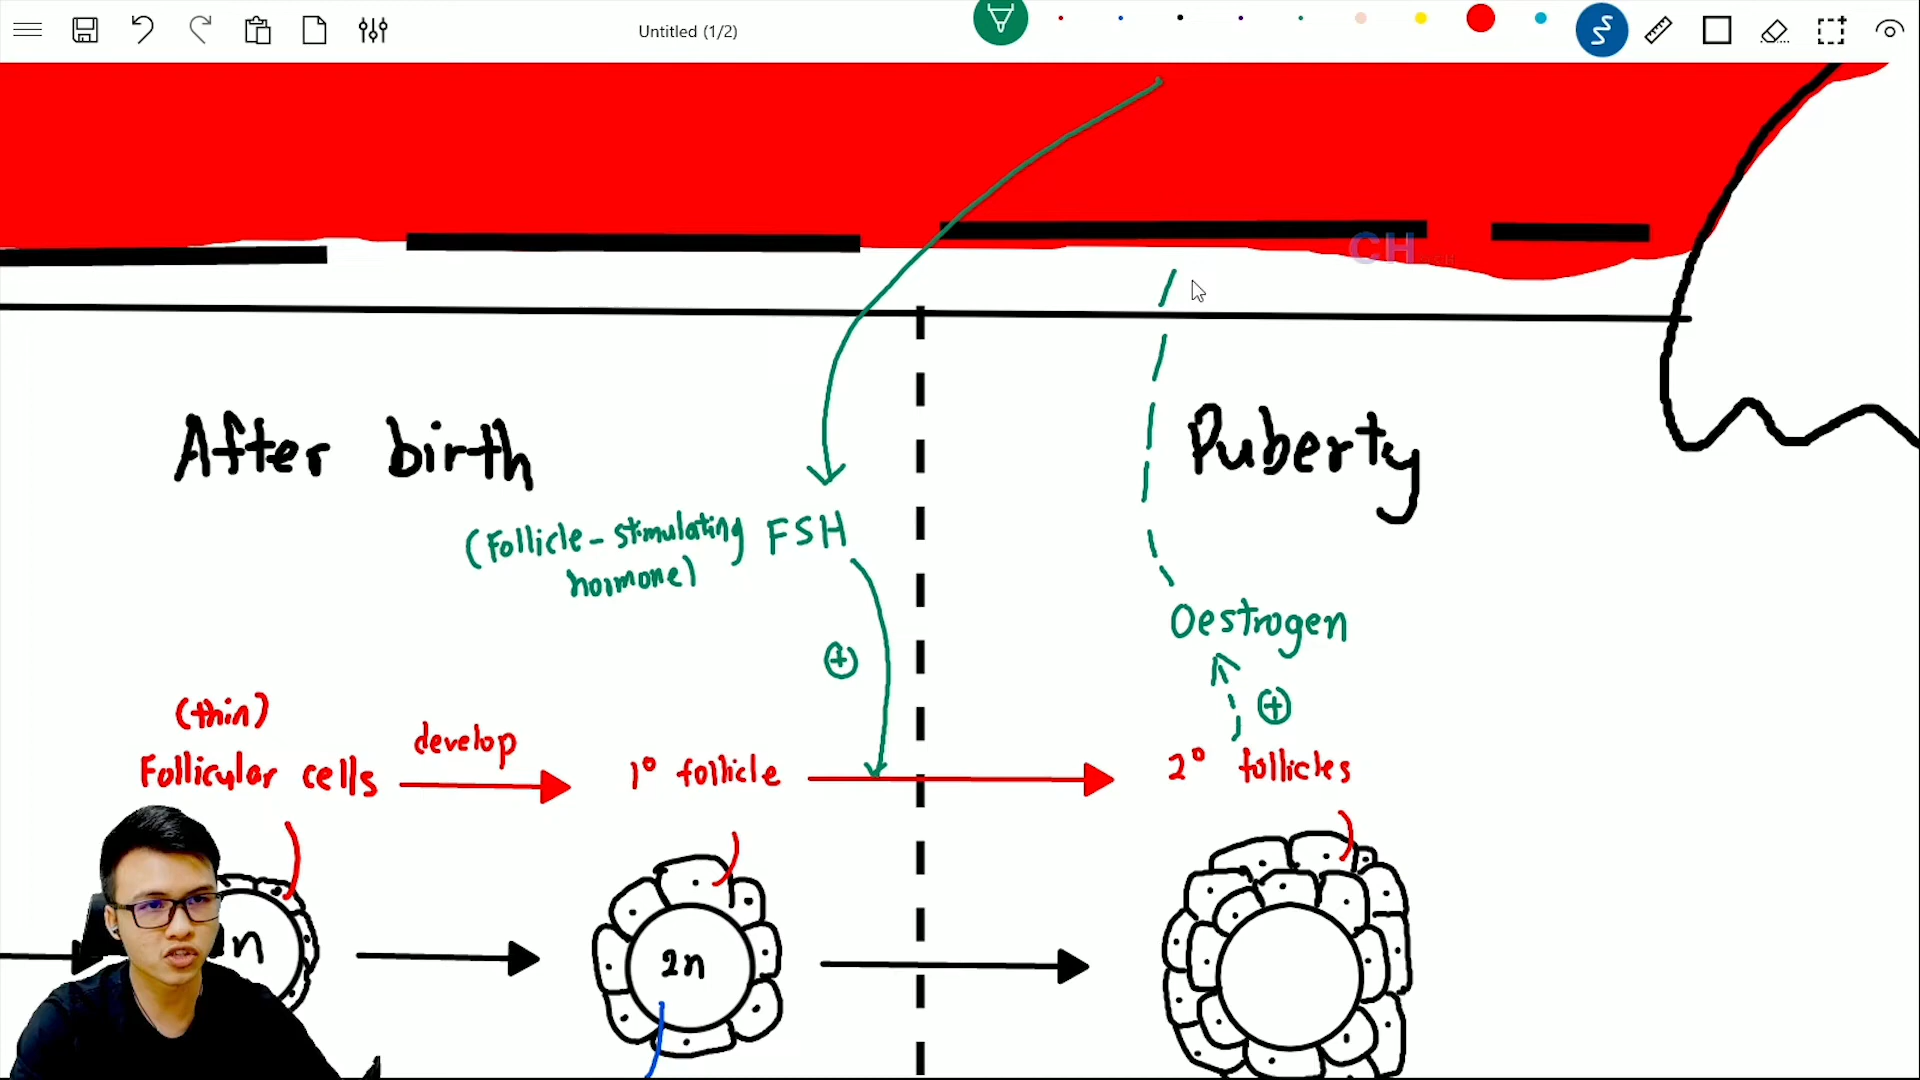 Untitled (1/2)
CH
After birth
Puberty
(Follicle-stimulating FSH
hormone)
+
Oestrogen
+
(thin)
Follicular cells
develop
1° follicle
2° follicles
n
2n